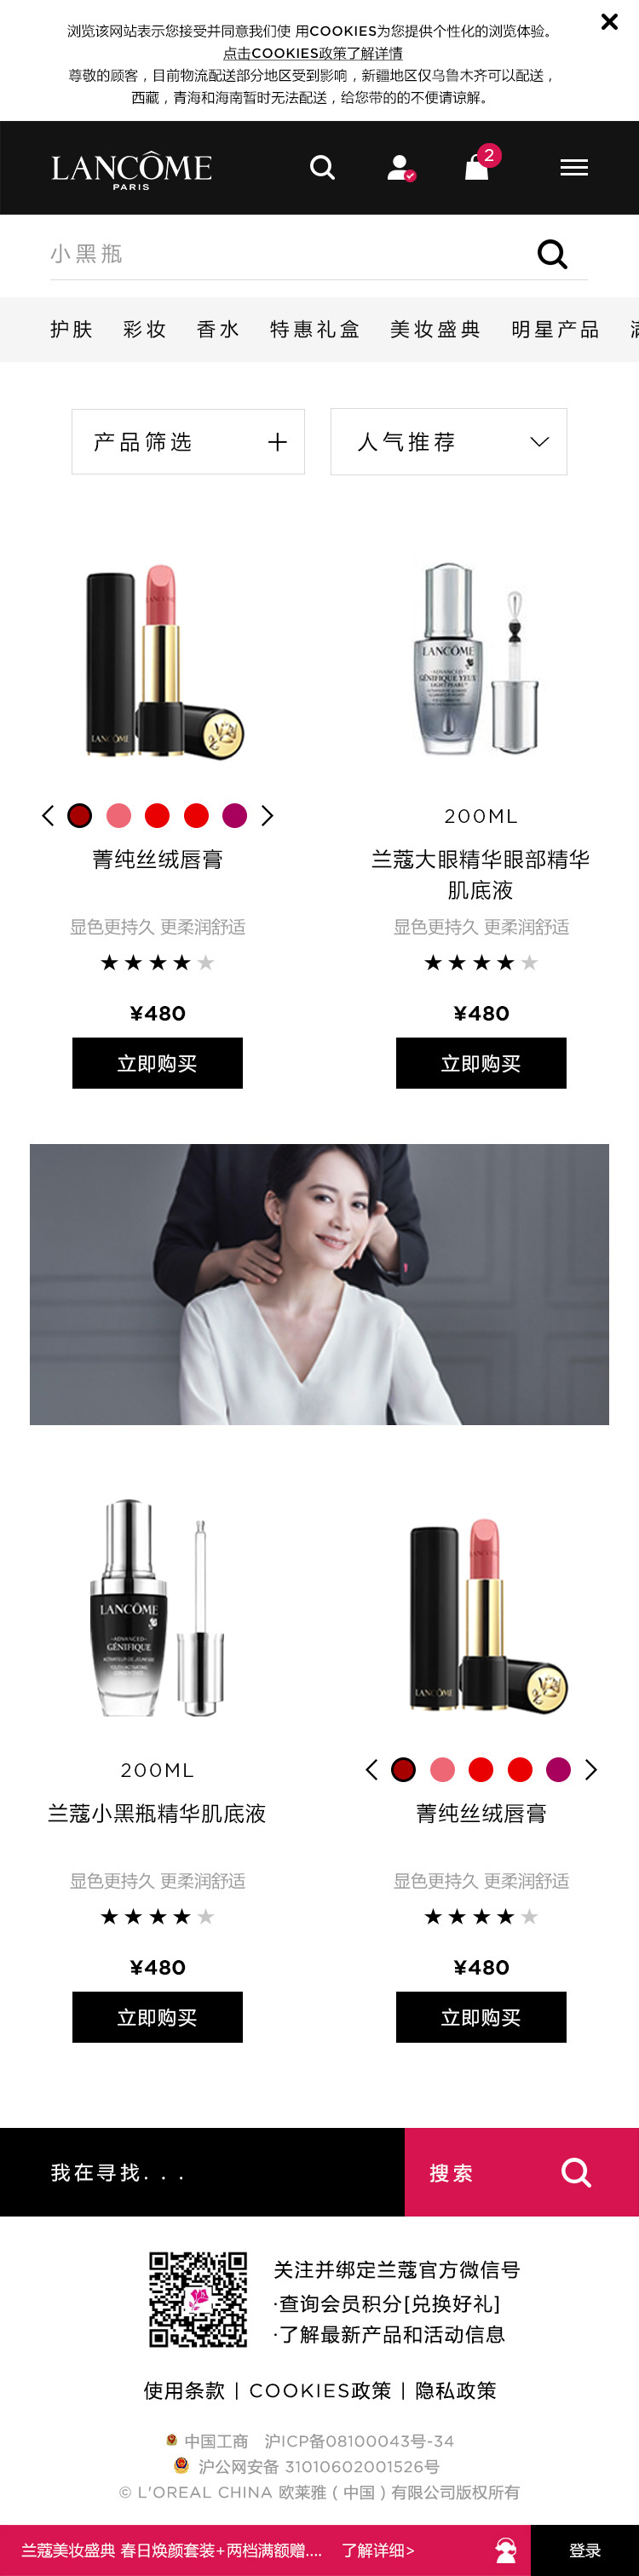 浏览该网站表示您接受并同意我们使 用COOKIES为您提供个性化的浏览体验。
点击COOKIES政策了解详情
尊敬的顾客，目前物流配送部分地区受到影响，新疆地区仅乌鲁木齐可以配送，
西藏，青海和海南暂时无法配送，给您带的的不便请谅解。
LANCÔME
PARIS
2
小黑瓶
护肤 彩妆 香水 特惠礼盒 美妆盛典 明星产品
产品筛选 人气推荐
LANCÔME
LANCÔME
ADVANCED
GÉNIFIQUE YEUX
LIGHT PEARL
200ML
菁纯丝绒唇膏
兰蔻大眼精华眼部精华
肌底液
显色更持久 更柔润舒适
显色更持久 更柔润舒适
¥480
¥480
立即购买
立即购买
LANCÔME
ADVANCED
GÉNIFIQUE
LANCÔME
200ML
兰蔻小黑瓶精华肌底液
菁纯丝绒唇膏
显色更持久 更柔润舒适
显色更持久 更柔润舒适
¥480
¥480
立即购买
立即购买
我在寻找. . .
搜索
关注并绑定兰蔻官方微信号
·查询会员积分[兑换好礼]
·了解最新产品和活动信息
使用条款 | COOKIES政策 | 隐私政策
中国工商 沪ICP备08100043号-34
沪公网安备 31010602001526号
© L'OREAL CHINA 欧莱雅（中国）有限公司版权所有
兰蔻美妆盛典 春日焕颜套装+两档满额赠.... 了解详细>
登录